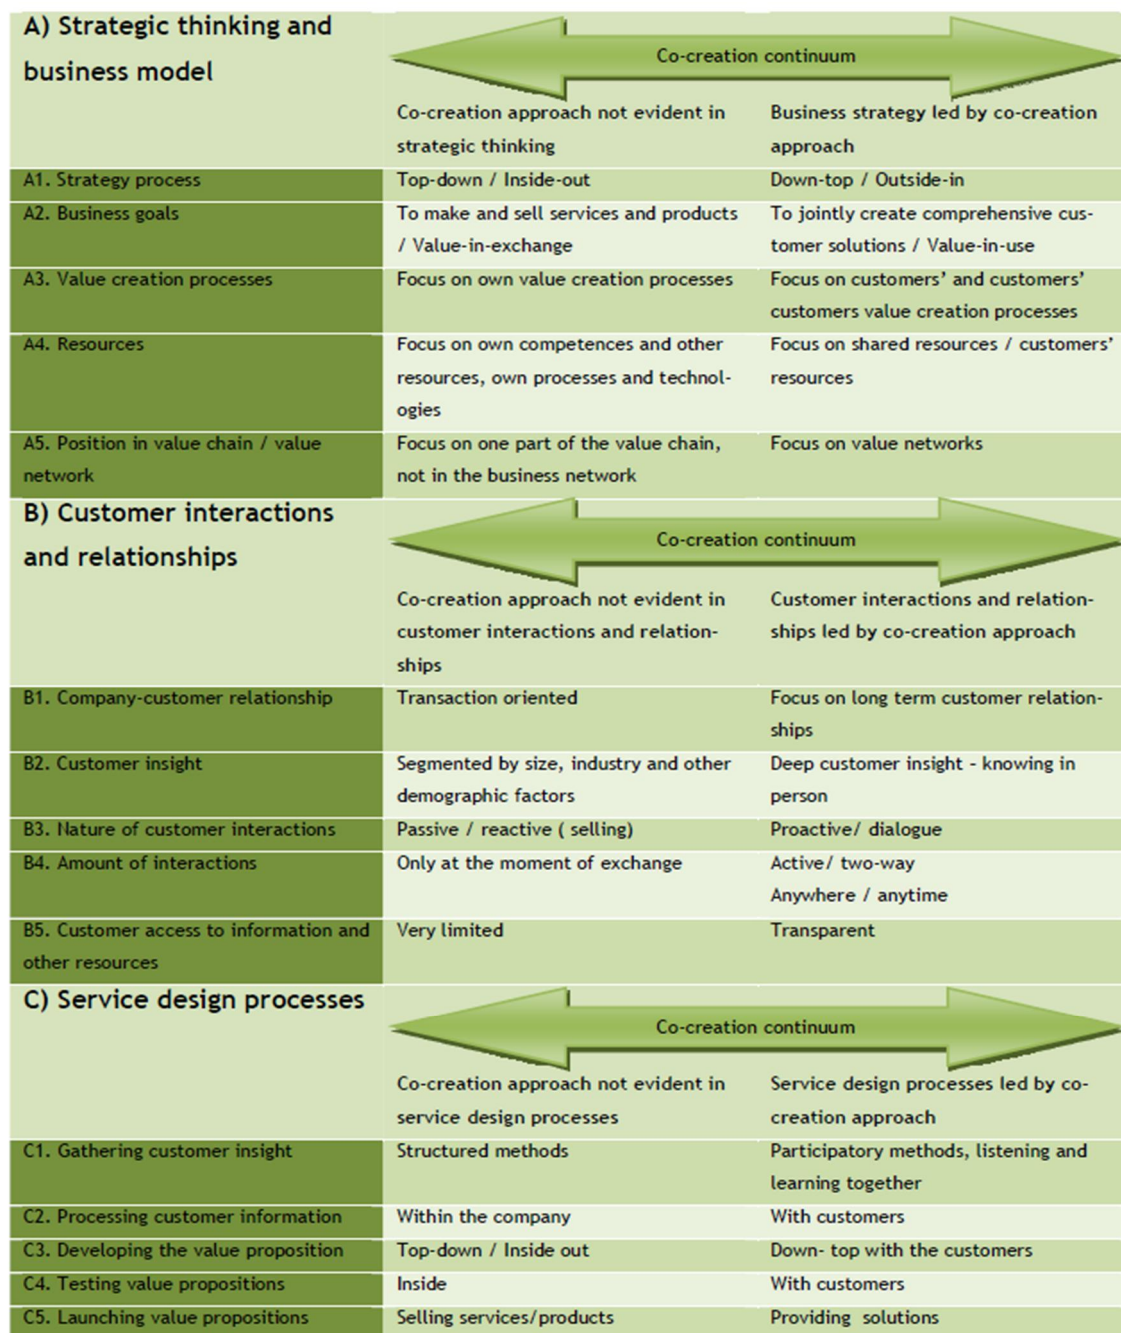 A) Strategic thinking and
business model
Co-creation continuum
Co-creation approach not evident in
strategic thinking
Business strategy led by co-creation
approach
A1. Strategy process
Top-down / Inside-out
Down-top / Outside-in
A2. Business goals
To make and sell services and products
/ Value-in-exchange
To jointly create comprehensive cus-
tomer solutions / Value-in-use
A3. Value creation processes
Focus on own value creation processes
Focus on customers’ and customers’
customers value creation processes
A4. Resources
Focus on own competences and other
resources, own processes and technol-
ogies
Focus on shared resources / customers’
resources
A5. Position in value chain / value
network
Focus on one part of the value chain,
not in the business network
Focus on value networks
B) Customer interactions
and relationships
Co-creation continuum
Co-creation approach not evident in
customer interactions and relation-
ships
Customer interactions and relation-
ships led by co-creation approach
B1. Company-customer relationship
Transaction oriented
Focus on long term customer relation-
ships
B2. Customer insight
Segmented by size, industry and other
demographic factors
Deep customer insight – knowing in
person
B3. Nature of customer interactions
Passive / reactive ( selling)
Proactive/ dialogue
B4. Amount of interactions
Only at the moment of exchange
Active/ two-way
Anywhere / anytime
B5. Customer access to information and
other resources
Very limited
Transparent
C) Service design processes
Co-creation continuum
Co-creation approach not evident in
service design processes
Service design processes led by co-
creation approach
C1. Gathering customer insight
Structured methods
Participatory methods, listening and
learning together
C2. Processing customer information
Within the company
With customers
C3. Developing the value proposition
Top-down / Inside out
Down- top with the customers
C4. Testing value propositions
Inside
With customers
C5. Launching value propositions
Selling services/products
Providing  solutions